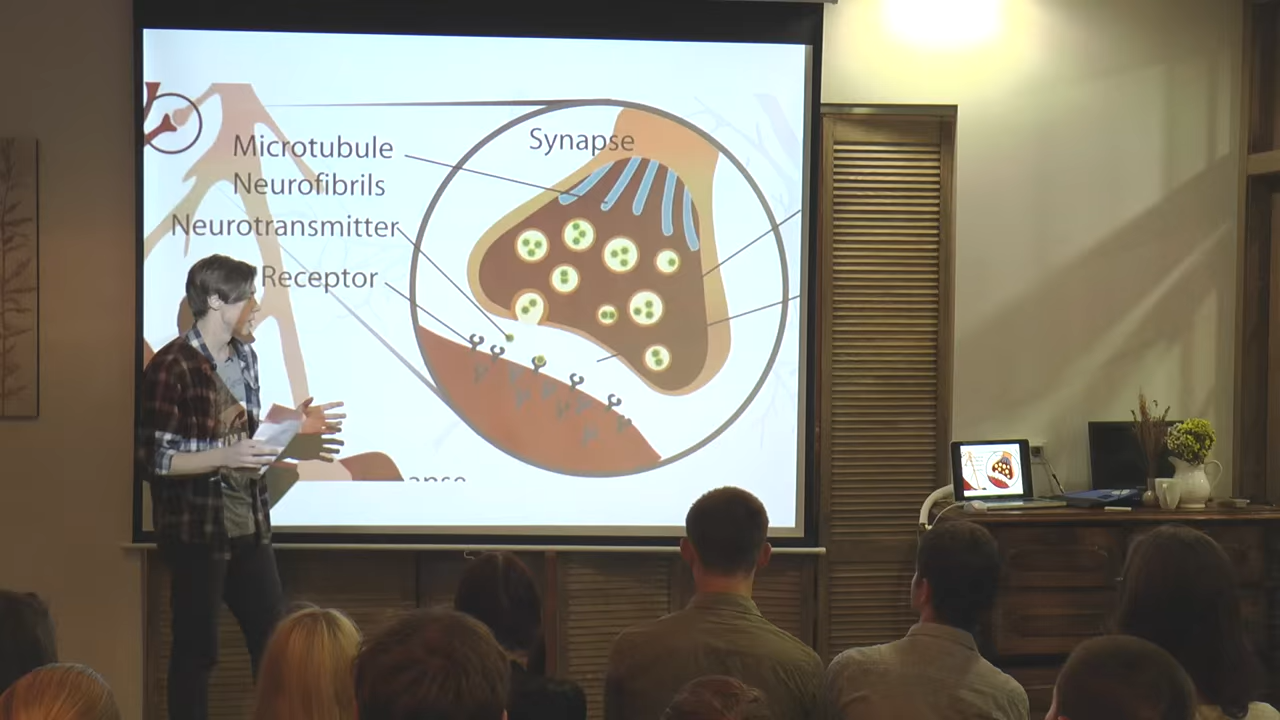 Synapse
Microtubule
Neurofibrils
Neurotransmitter
Receptor